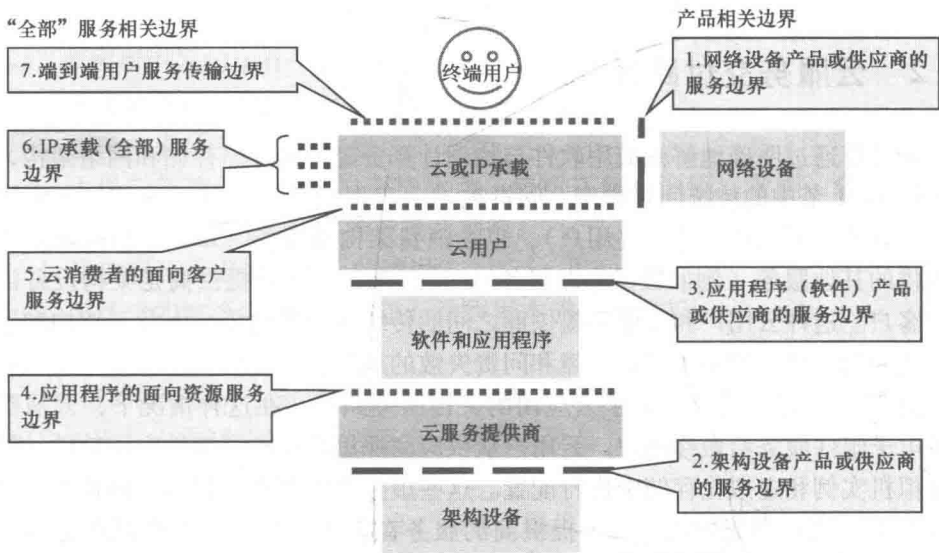 “全部”服务相关边界
产品相关边界
7.端到端用户服务传输边界
终端用户
1.网络设备产品或供应商的
服务边界
6.IP承载(全部)服务
边界
云或IP承载
网络设备
5.云消费者的面向客户
服务边界
云用户
3.应用程序（软件）产品
或供应商的服务边界
软件和应用程序
4.应用程序的面向资源服务
边界
云服务提供商
2.架构设备产品或供应商
的服务边界
架构设备